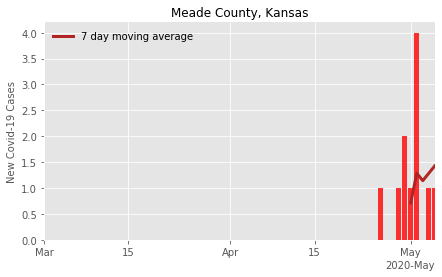 Meade County, Kansas
7 day moving average
New Covid-19 Cases
4.0
3.5
3.0
2.5
2.0
1.5
1.0
0.5
0.0
Mar
15
Apr
15
May
2020-May